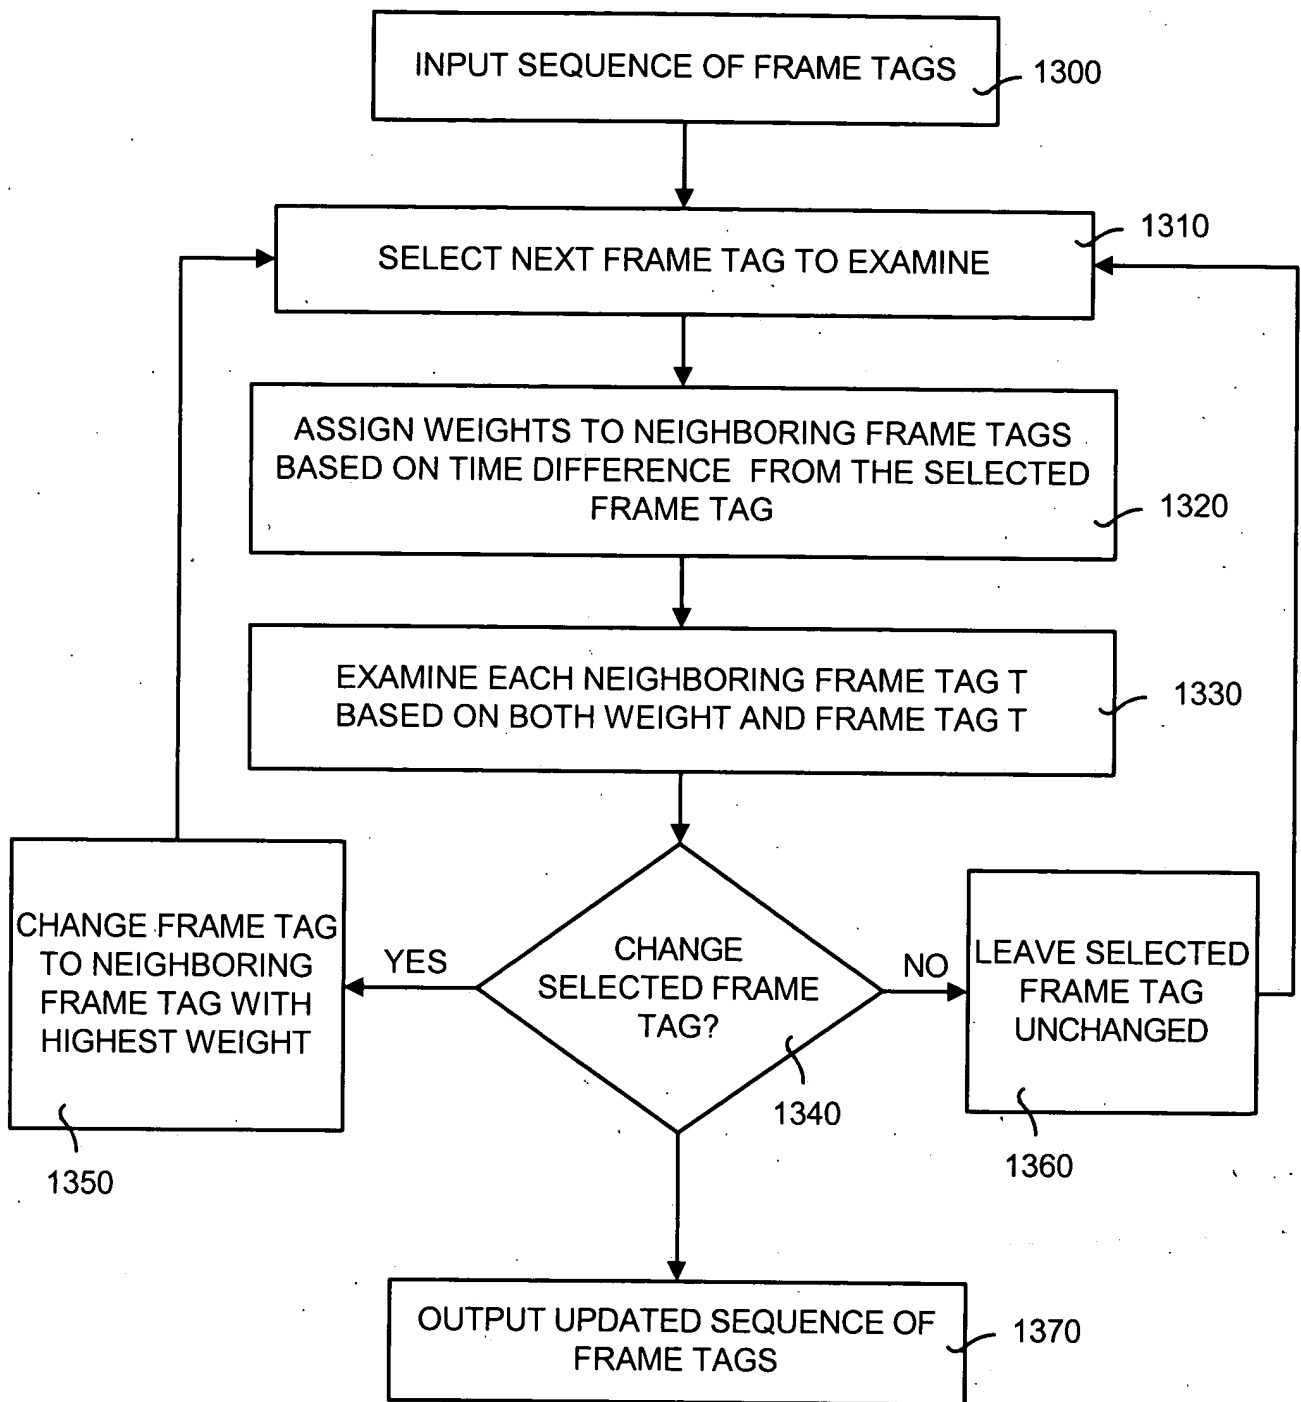 INPUT SEQUENCE OF FRAME TAGS
1300
1310
SELECT NEXT FRAME TAG TO EXAMINE
ASSIGN WEIGHTS TO NEIGHBORING FRAME TAGS
BASED ON TIME DIFFERENCE FROM THE SELECTED
FRAME TAG
1320
EXAMINE EACH NEIGHBORING FRAME TAG T
BASED ON BOTH WEIGHT AND FRAME TAG T
1330
CHANGE FRAME TAG
TO NEIGHBORING
FRAME TAG WITH
HIGHEST WEIGHT
1350
YES
CHANGE
SELECTED FRAME
TAG?
1340
NO
LEAVE SELECTED
FRAME TAG
UNCHANGED
1360
OUTPUT UPDATED SEQUENCE OF
FRAME TAGS
1370